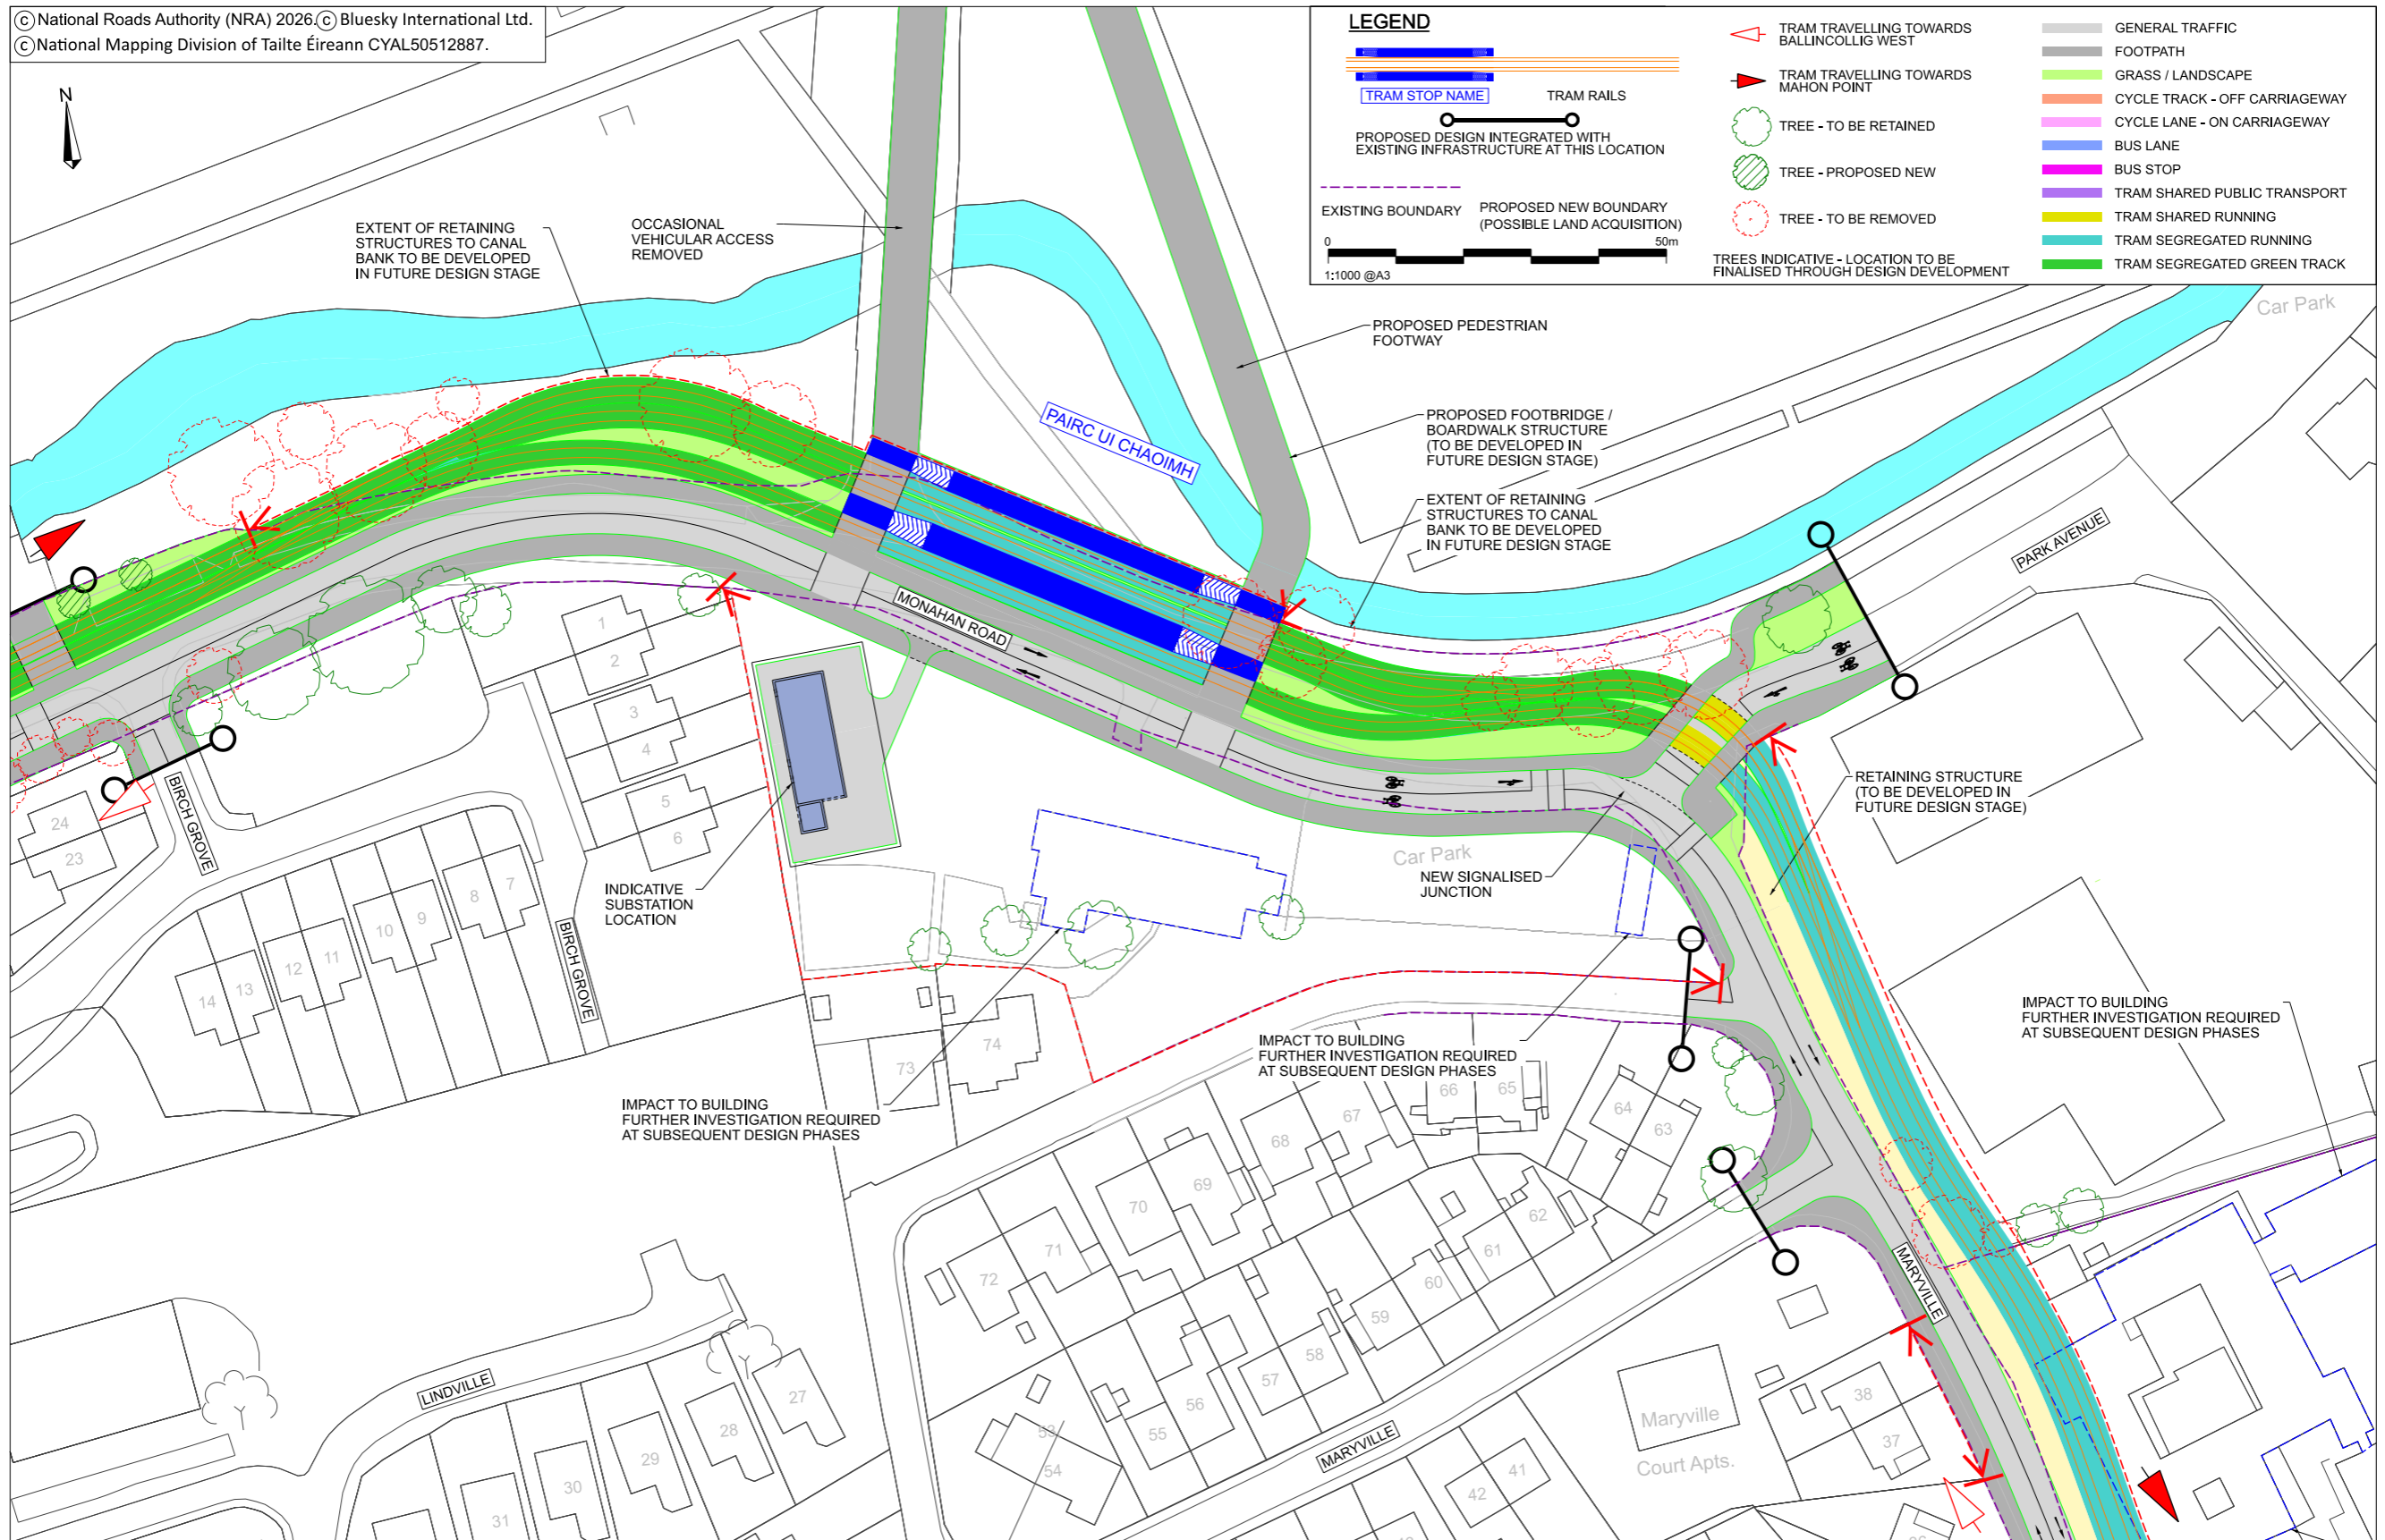 © National Roads Authority (NRA) 2026.© Bluesky International Ltd.
© National Mapping Division of Tailte Éireann CYAL50512887.
N
LEGEND
TRAM STOP NAME
TRAM RAILS
PROPOSED DESIGN INTEGRATED WITH
EXISTING INFRASTRUCTURE AT THIS LOCATION
EXISTING BOUNDARY
PROPOSED NEW BOUNDARY
(POSSIBLE LAND ACQUISITION)
0
50m
1:1000 @A3
TRAM TRAVELLING TOWARDS
BALLINCOLLIG WEST
TRAM TRAVELLING TOWARDS
MAHON POINT
TREE - TO BE RETAINED
TREE - PROPOSED NEW
TREE - TO BE REMOVED
TREES INDICATIVE - LOCATION TO BE
FINALISED THROUGH DESIGN DEVELOPMENT
GENERAL TRAFFIC
FOOTPATH
GRASS / LANDSCAPE
CYCLE TRACK - OFF CARRIAGEWAY
CYCLE LANE - ON CARRIAGEWAY
BUS LANE
BUS STOP
TRAM SHARED PUBLIC TRANSPORT
TRAM SHARED RUNNING
TRAM SEGREGATED RUNNING
TRAM SEGREGATED GREEN TRACK
EXTENT OF RETAINING
STRUCTURES TO CANAL
BANK TO BE DEVELOPED
IN FUTURE DESIGN STAGE
OCCASIONAL
VEHICULAR ACCESS
REMOVED
PROPOSED PEDESTRIAN
FOOTWAY
PAIRC UI CHAOIMH
PROPOSED FOOTBRIDGE /
BOARDWALK STRUCTURE
(TO BE DEVELOPED IN
FUTURE DESIGN STAGE)
EXTENT OF RETAINING
STRUCTURES TO CANAL
BANK TO BE DEVELOPED
IN FUTURE DESIGN STAGE
Car Park
PARK AVENUE
MONAHAN ROAD
1
2
3
4
5
6
24
23
BIRCH GROVE
RETAINING STRUCTURE
(TO BE DEVELOPED IN
FUTURE DESIGN STAGE)
Car Park
NEW SIGNALISED
JUNCTION
INDICATIVE
SUBSTATION
LOCATION
7
8
9
10
11
12
13
14
BIRCH GROVE
IMPACT TO BUILDING
FURTHER INVESTIGATION REQUIRED
AT SUBSEQUENT DESIGN PHASES
IMPACT TO BUILDING
FURTHER INVESTIGATION REQUIRED
AT SUBSEQUENT DESIGN PHASES
IMPACT TO BUILDING
FURTHER INVESTIGATION REQUIRED
AT SUBSEQUENT DESIGN PHASES
73
74
66
65
64
63
67
68
69
70
71
72
62
61
60
59
58
57
56
55
53
54
MARYVILLE
LINDVILLE
27
28
29
30
31
MARYVILLE
41
42
Maryville
Court Apts.
38
37